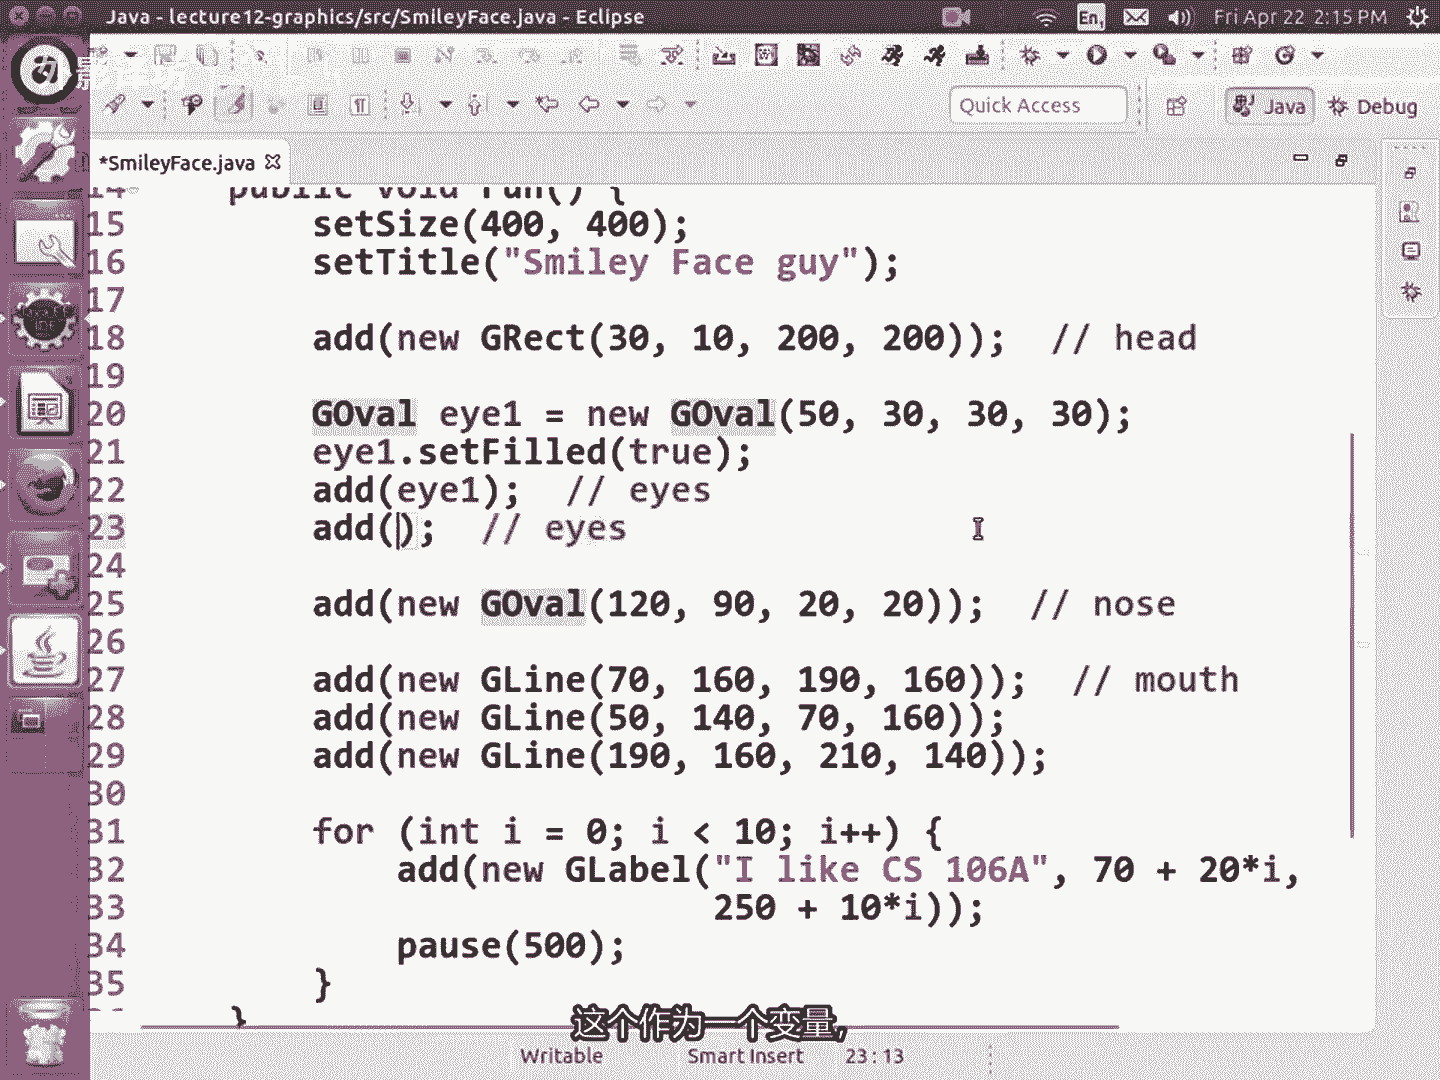 Java - lecture12-graphics/src/SmileyFace.java - Eclipse
En
Fri Apr 22 2:15 PM
Quick Access
Java
Debug
*SmileyFace.java
14 public void run() {
15 setSize(400, 400);
16 setTitle("Smiley Face guy");
17
18 add(new GRect(30, 10, 200, 200)); // head
19
20 GOval eye1 = new GOval(50, 30, 30, 30);
21 eye1.setFilled(true);
22 add(eye1); // eyes
23 add(); // eyes
24
25 add(new GOval(120, 90, 20, 20)); // nose
26
27 add(new GLine(70, 160, 190, 160)); // mouth
28 add(new GLine(50, 140, 70, 160));
29 add(new GLine(190, 160, 210, 140));
30
31 for (int i = 0; i < 10; i++) {
32 add(new GLabel("I like CS 106A", 70 + 20*i,
33 250 + 10*i));
34 pause(500);
35 }
}
这个作为一个变量,
Writable
Smart Insert
23 : 13